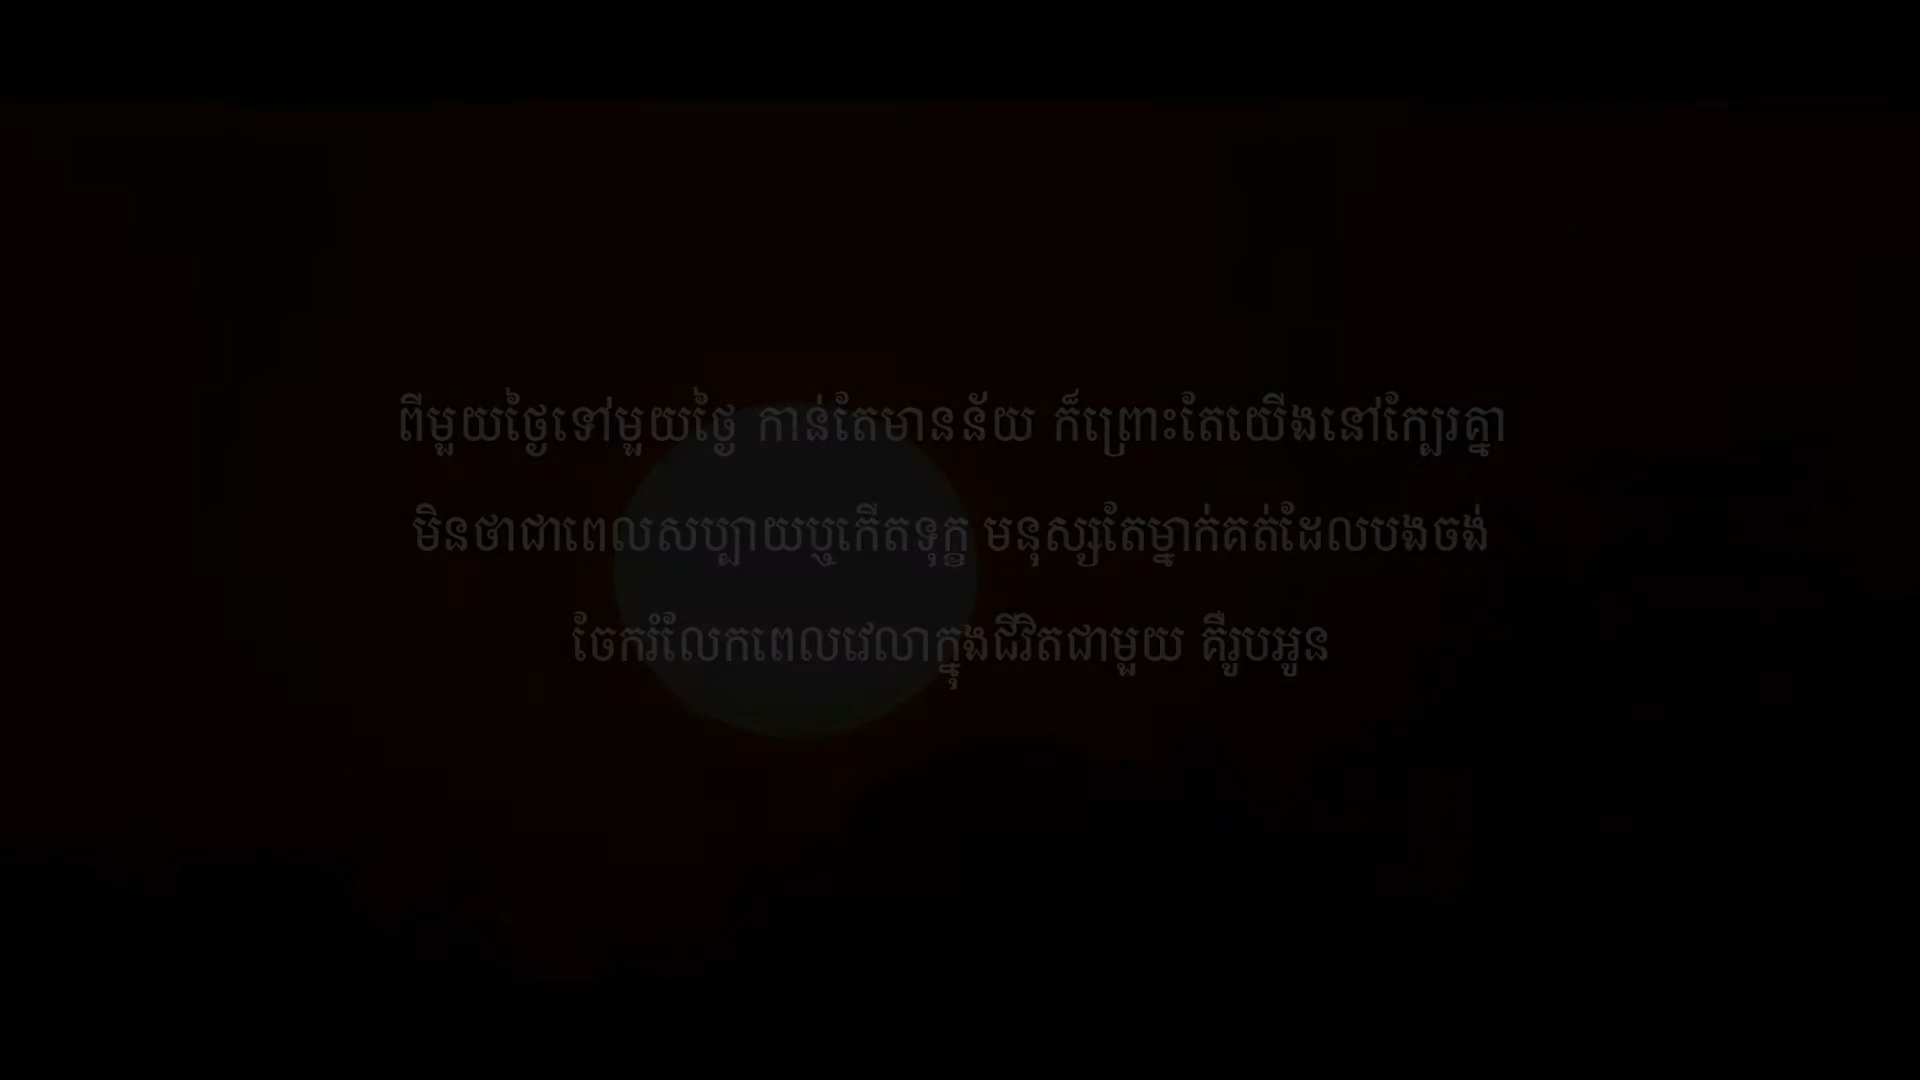 ពីមួយថ្ងៃទៅមួយថ្ងៃ កាន់តែមានន័យ ក៏ព្រោះតែយើងនៅក្បែរគ្នា
មិនថាជាពេលសប្បាយឬកើតទុក្ខ មនុស្សតែម្នាក់គត់ដែលបងចង់
ចែករំលែកពេលវេលាក្នុងជីវិតជាមួយ គឺរូបអូន